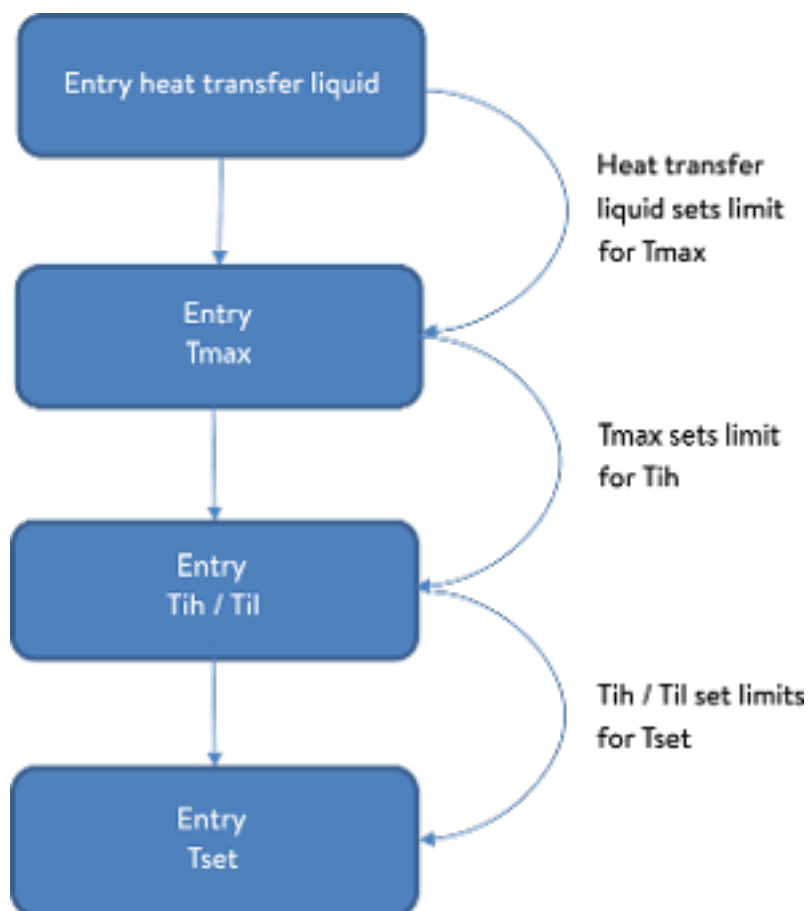 Entry heat transfer liquid
Heat transfer
liquid sets limit
for Tmax
Entry
Tmax
Tmax sets limit
for Tih
Entry
Tih / Til
Tih / Til set limits
for Tset
Entry
Tset